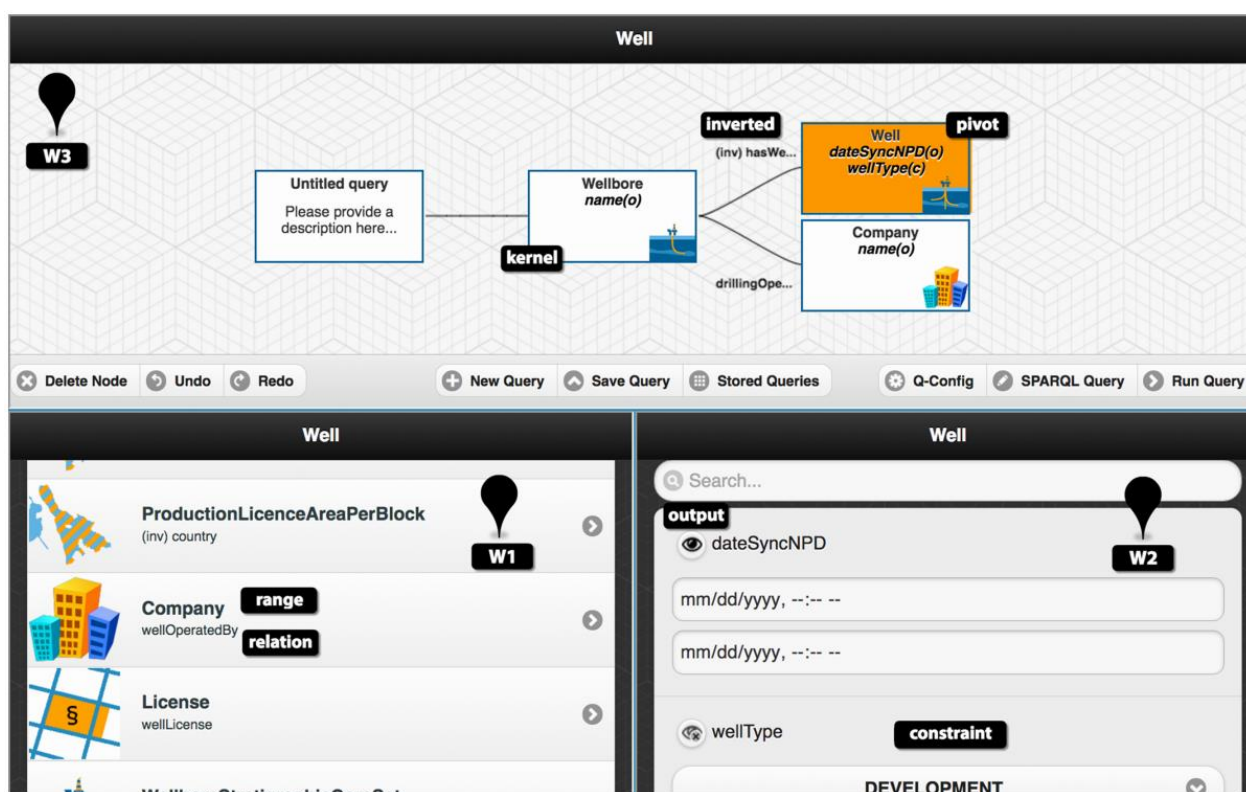 Well
W3
inverted
pivot
(inv) hasWe...
Well
dateSyncNPD(o)
wellType(c)
Untitled query
Please provide a
description here...
Wellbore
name(o)
kernel
Company
name(o)
drillingOpe...
Delete Node
Undo
Redo
New Query
Save Query
Stored Queries
Q-Config
SPARQL Query
Run Query
Well
ProductionLicenceAreaPerBlock
(inv) country
W1
Company
range
wellOperatedBy
relation
License
wellLicense
§
Well
Search...
output
dateSyncNPD
W2
mm/dd/yyyy, --:-- --
mm/dd/yyyy, --:-- --
wellType
constraint
DEVELOPMENT